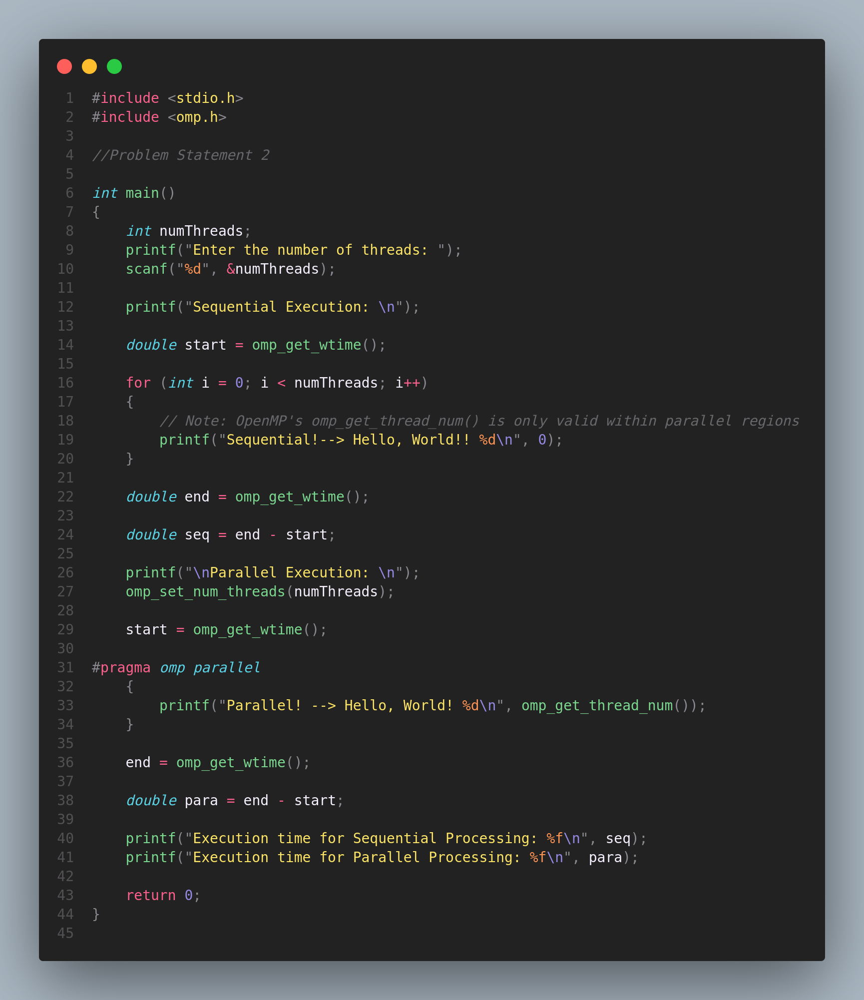 1 #include <stdio.h>
2 #include <omp.h>
3
4 //Problem Statement 2
5
6 int main()
7 {
8     int numThreads;
9     printf("Enter the number of threads: ");
10     scanf("%d", &numThreads);
11
12     printf("Sequential Execution: \n");
13
14     double start = omp_get_wtime();
15
16     for (int i = 0; i < numThreads; i++)
17     {
18         // Note: OpenMP's omp_get_thread_num() is only valid within parallel regions
19         printf("Sequential!--> Hello, World!! %d\n", 0);
20     }
21
22     double end = omp_get_wtime();
23
24     double seq = end - start;
25
26     printf("\nParallel Execution: \n");
27     omp_set_num_threads(numThreads);
28
29     start = omp_get_wtime();
30
31 #pragma omp parallel
32     {
33         printf("Parallel! --> Hello, World! %d\n", omp_get_thread_num());
34     }
35
36     end = omp_get_wtime();
37
38     double para = end - start;
39
40     printf("Execution time for Sequential Processing: %f\n", seq);
41     printf("Execution time for Parallel Processing: %f\n", para);
42
43     return 0;
44 }
45